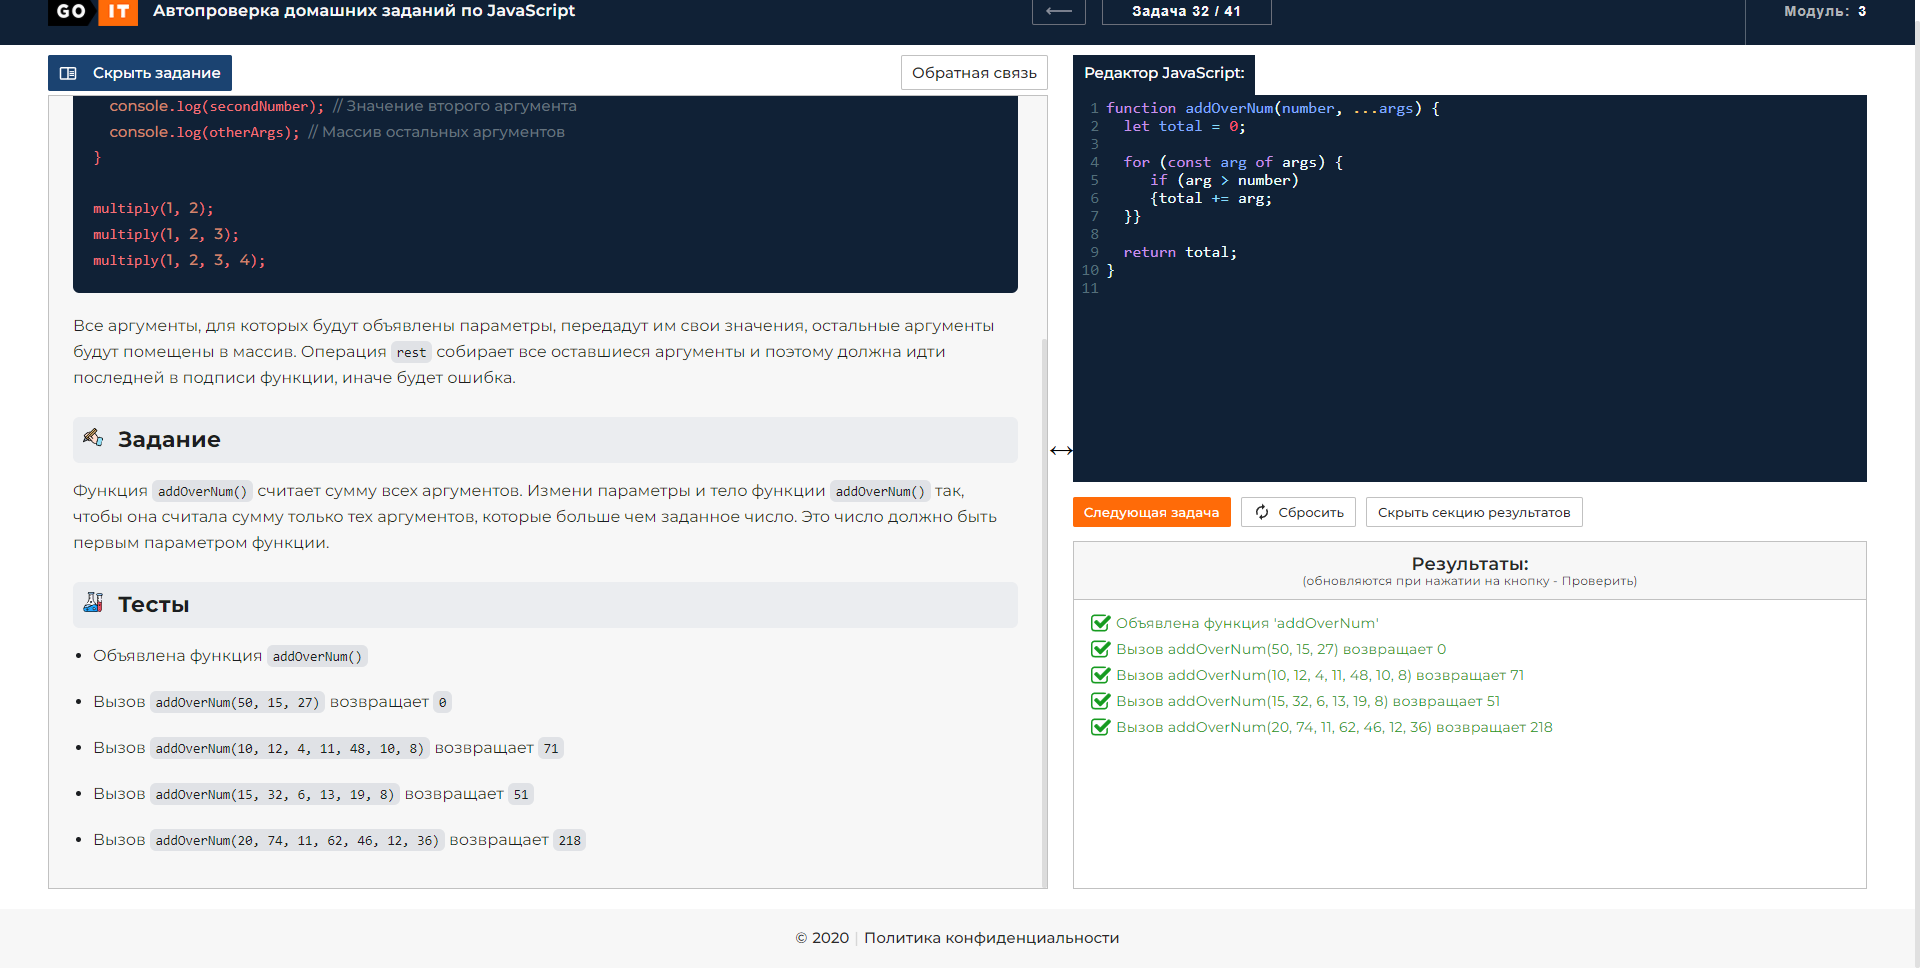 GO IT Автопроверка домашних заданий по JavaScript
Задача 32 / 41
Модуль: 3
Скрыть задание
Обратная связь
console.log(secondNumber); // Значение второго аргумента
console.log(otherArgs); // Массив остальных аргументов
}
multiply(1, 2);
multiply(1, 2, 3);
multiply(1, 2, 3, 4);
Все аргументы, для которых будут объявлены параметры, передадут им свои значения, остальные аргументы
будут помещены в массив. Операция rest собирает все оставшиеся аргументы и поэтому должна идти
последней в подписи функции, иначе будет ошибка.
Задание
Функция addOverNum() считает сумму всех аргументов. Измени параметры и тело функции addOverNum() так,
чтобы она считала сумму только тех аргументов, которые больше чем заданное число. Это число должно быть
первым параметром функции.
Тесты
• Объявлена функция addOverNum()
• Вызов addOverNum(50, 15, 27) возвращает 0
• Вызов addOverNum(10, 12, 4, 11, 48, 10, 8) возвращает 71
• Вызов addOverNum(15, 32, 6, 13, 19, 8) возвращает 51
• Вызов addOverNum(20, 74, 11, 62, 46, 12, 36) возвращает 218
Редактор JavaScript:
1 function addOverNum(number, ...args) {
2 let total = 0;
3
4 for (const arg of args) {
5 if (arg > number)
6 {total += arg;
7 }}
8
9 return total;
10 }
11
Следующая задача
Сбросить
Скрыть секцию результатов
Результаты:
(обновляются при нажатии на кнопку - Проверить)
Объявлена функция 'addOverNum'
Вызов addOverNum(50, 15, 27) возвращает 0
Вызов addOverNum(10, 12, 4, 11, 48, 10, 8) возвращает 71
Вызов addOverNum(15, 32, 6, 13, 19, 8) возвращает 51
Вызов addOverNum(20, 74, 11, 62, 46, 12, 36) возвращает 218
© 2020 | Политика конфиденциальности